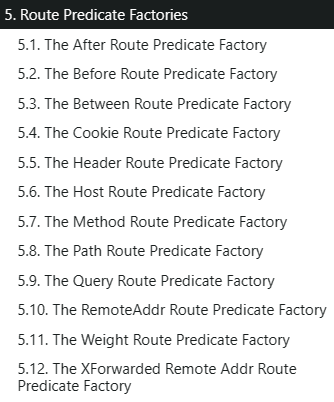 5. Route Predicate Factories
5.1. The After Route Predicate Factory
5.2. The Before Route Predicate Factory
5.3. The Between Route Predicate Factory
5.4. The Cookie Route Predicate Factory
5.5. The Header Route Predicate Factory
5.6. The Host Route Predicate Factory
5.7. The Method Route Predicate Factory
5.8. The Path Route Predicate Factory
5.9. The Query Route Predicate Factory
5.10. The RemoteAddr Route Predicate Factory
5.11. The Weight Route Predicate Factory
5.12. The XForwarded Remote Addr Route
Predicate Factory